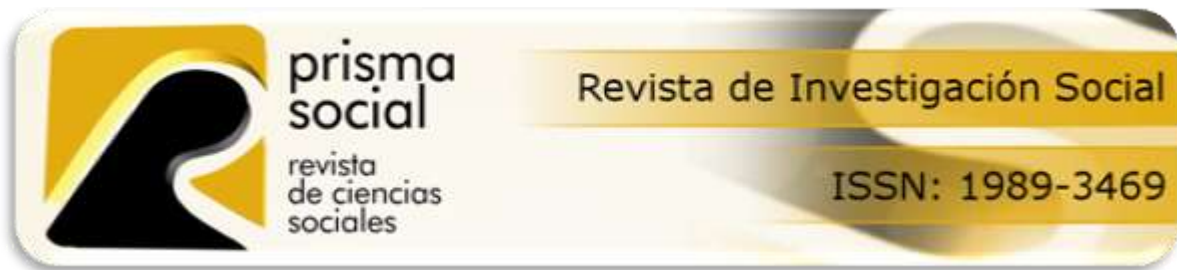 prisma
social
revista
de ciencias
sociales
Revista de Investigación Social
ISSN: 1989-3469